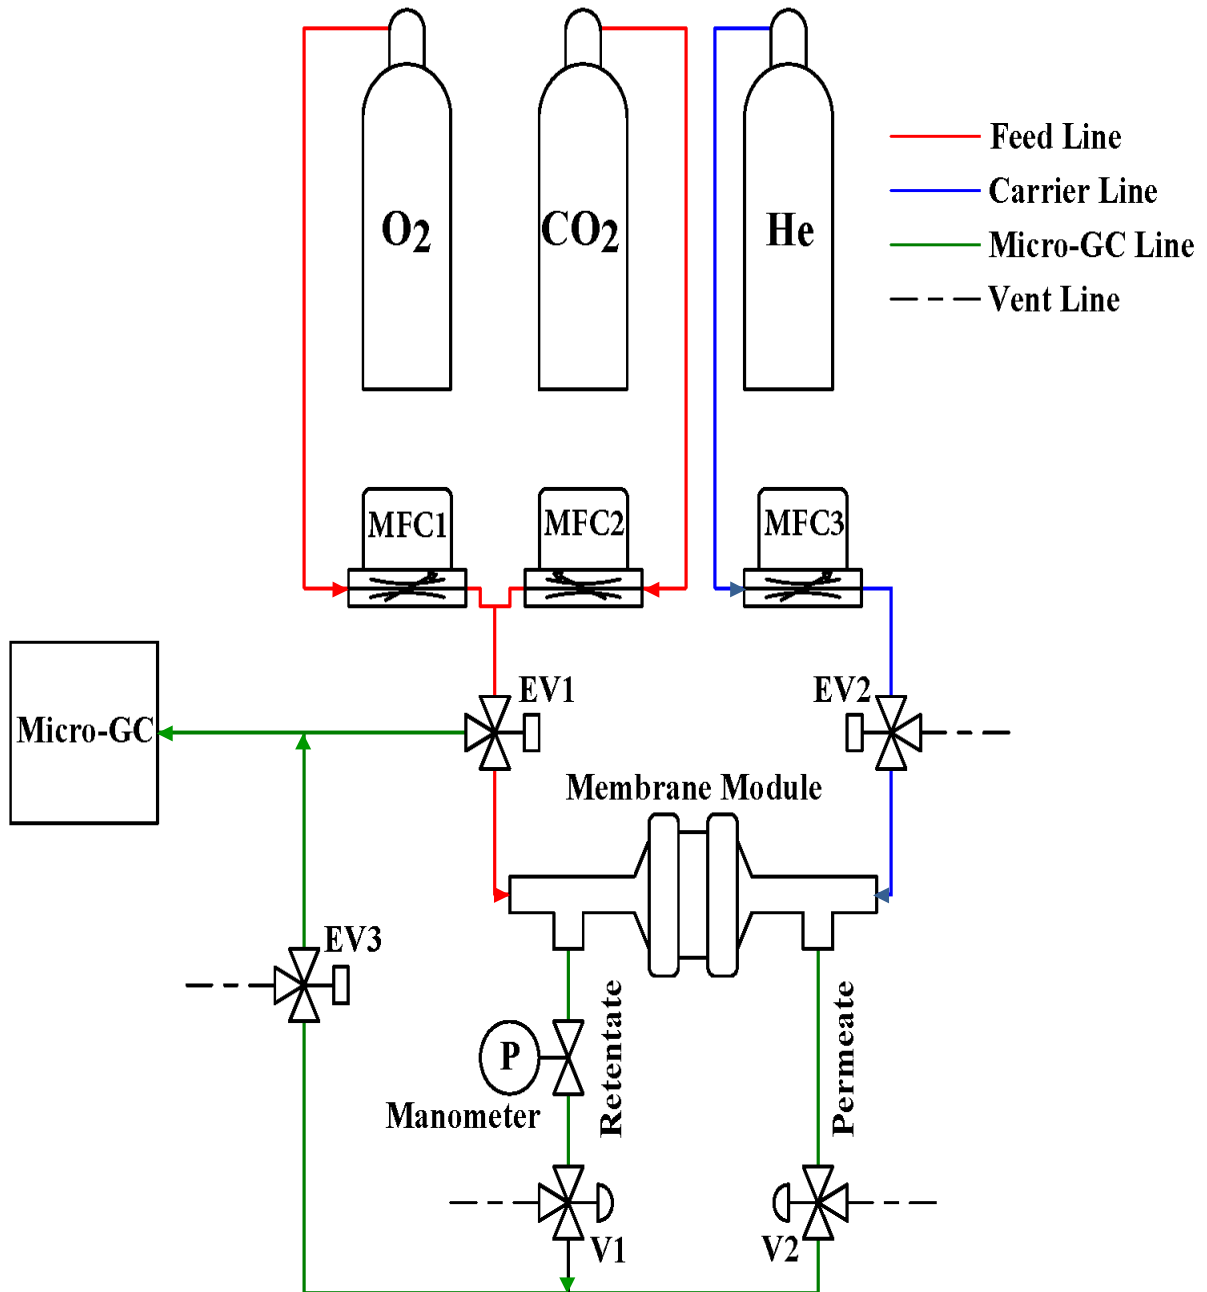 O2
CO2
He
Feed Line
Carrier Line
Micro-GC Line
Vent Line
MFC1
MFC2
MFC3
EV1
EV2
Micro-GC
Membrane Module
EV3
Retentate
Permeate
P
Manometer
V1
V2